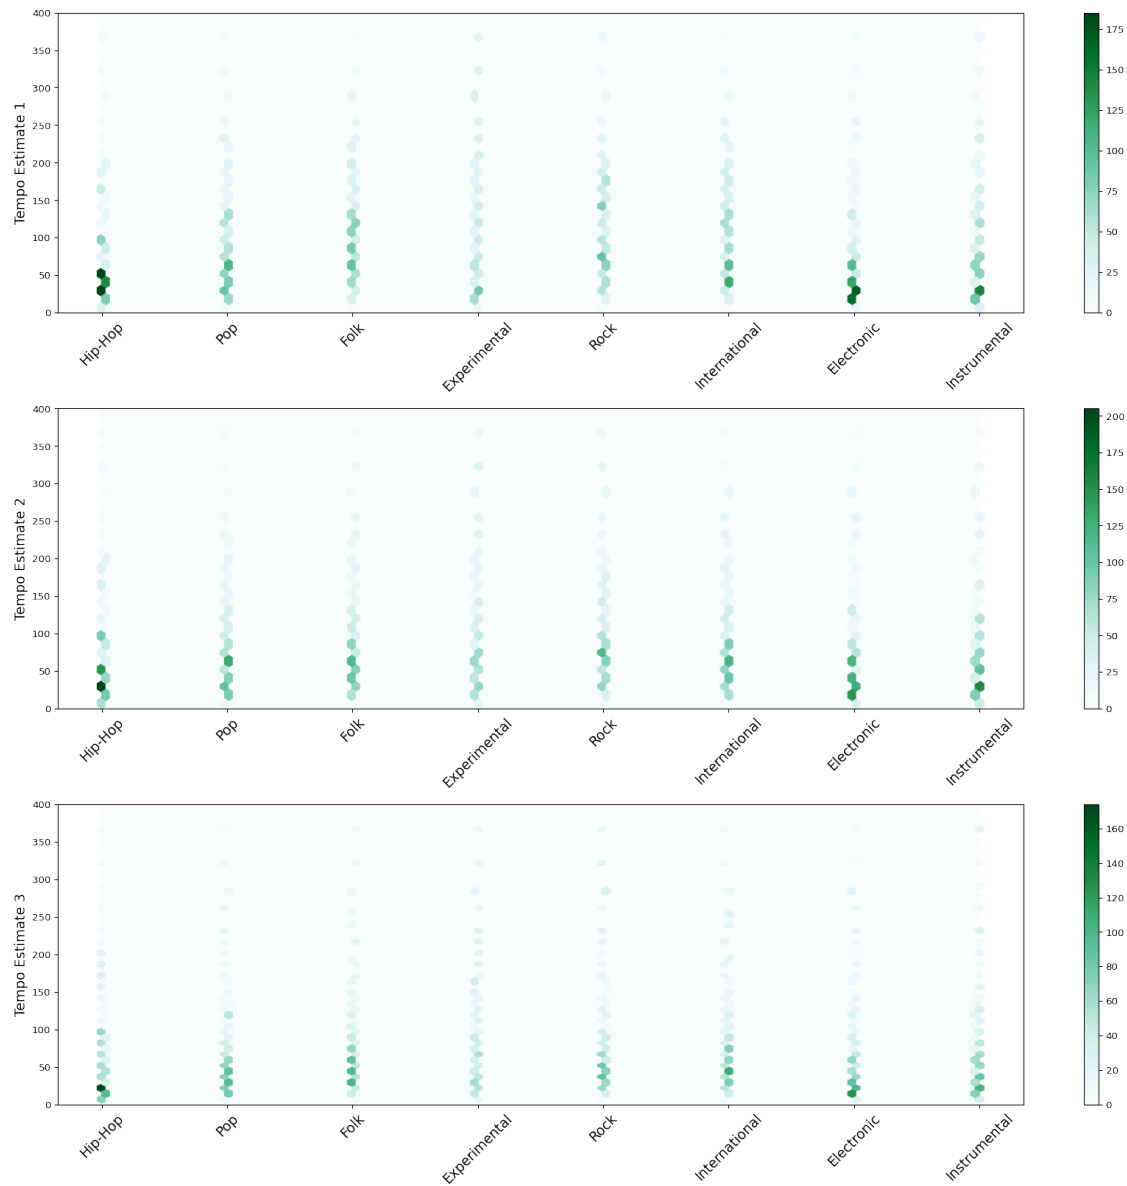 400
350
300
250
200
150
100
50
0
Tempo Estimate 1
Hip-Hop
Pop
Folk
Experimental
Rock
International
Electronic
Instrumental
175
150
125
100
75
50
25
0
400
350
300
250
200
150
100
50
0
Tempo Estimate 2
Hip-Hop
Pop
Folk
Experimental
Rock
International
Electronic
Instrumental
200
175
150
125
100
75
50
25
0
400
350
300
250
200
150
100
50
0
Tempo Estimate 3
Hip-Hop
Pop
Folk
Experimental
Rock
International
Electronic
Instrumental
160
140
120
100
80
60
40
20
0